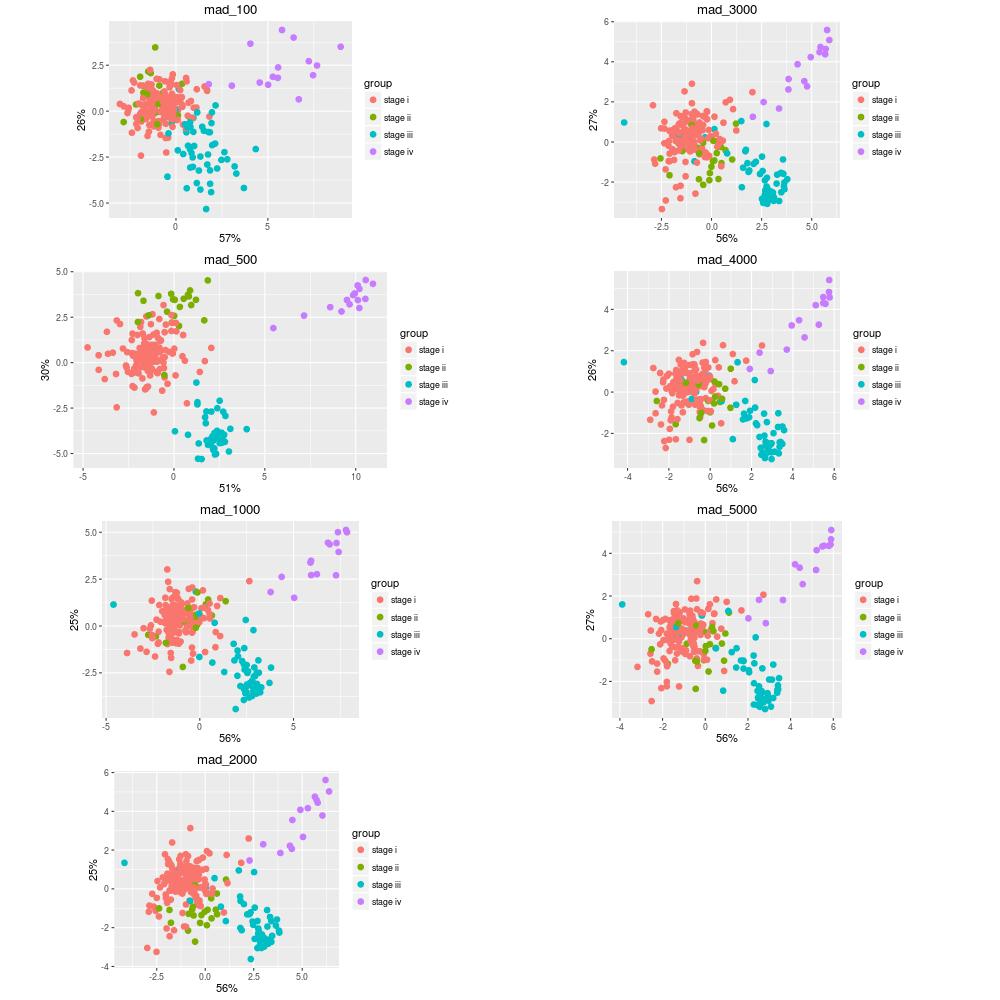 mad_100
2.5
0.0
-2.5
-5.0
26%
0
5
57%
group
stage i
stage ii
stage iii
stage iv
mad_3000
6
4
2
0
-2
27%
-2.5
0.0
2.5
5.0
56%
group
stage i
stage ii
stage iii
stage iv
mad_500
5.0
2.5
0.0
-2.5
-5.0
30%
-5
0
5
10
51%
group
stage i
stage ii
stage iii
stage iv
mad_4000
4
2
0
-2
26%
-4
-2
0
2
4
6
56%
group
stage i
stage ii
stage iii
stage iv
mad_1000
5.0
2.5
0.0
-2.5
25%
-5
0
5
56%
group
stage i
stage ii
stage iii
stage iv
mad_5000
4
2
0
-2
27%
-4
-2
0
2
4
6
56%
group
stage i
stage ii
stage iii
stage iv
mad_2000
6
4
2
0
-2
-4
25%
-2.5
0.0
2.5
5.0
56%
group
stage i
stage ii
stage iii
stage iv